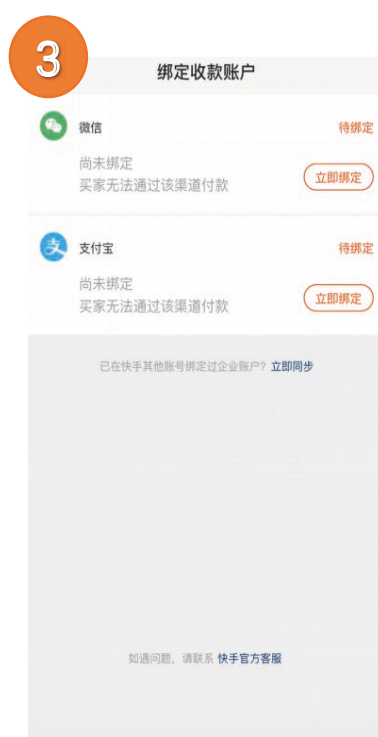 3
绑定收款账户
微信 待绑定
尚未绑定
买家无法通过该渠道付款 立即绑定
支 支付宝 待绑定
尚未绑定
买家无法通过该渠道付款 立即绑定
已在快手其他账号绑定过企业账户? 立即同步
如遇问题，请联系 快手官方客服